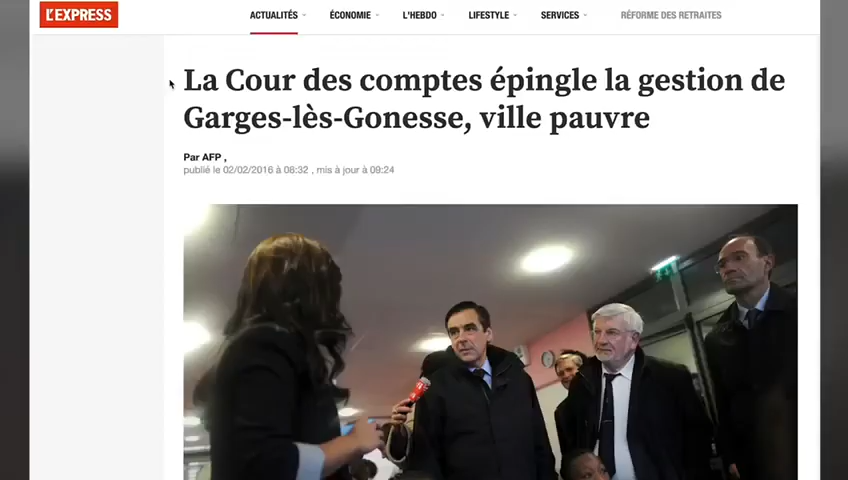 L'EXPRESS
ACTUALITÉS ÉCONOMIE L'HEBDO LIFESTYLE SERVICES RÉFORME DES RETRAITES
La Cour des comptes épingle la gestion de
Garges-lès-Gonesse, ville pauvre
Par AFP ,
publié le 02/02/2016 à 08:32 , mis à jour à 09:24